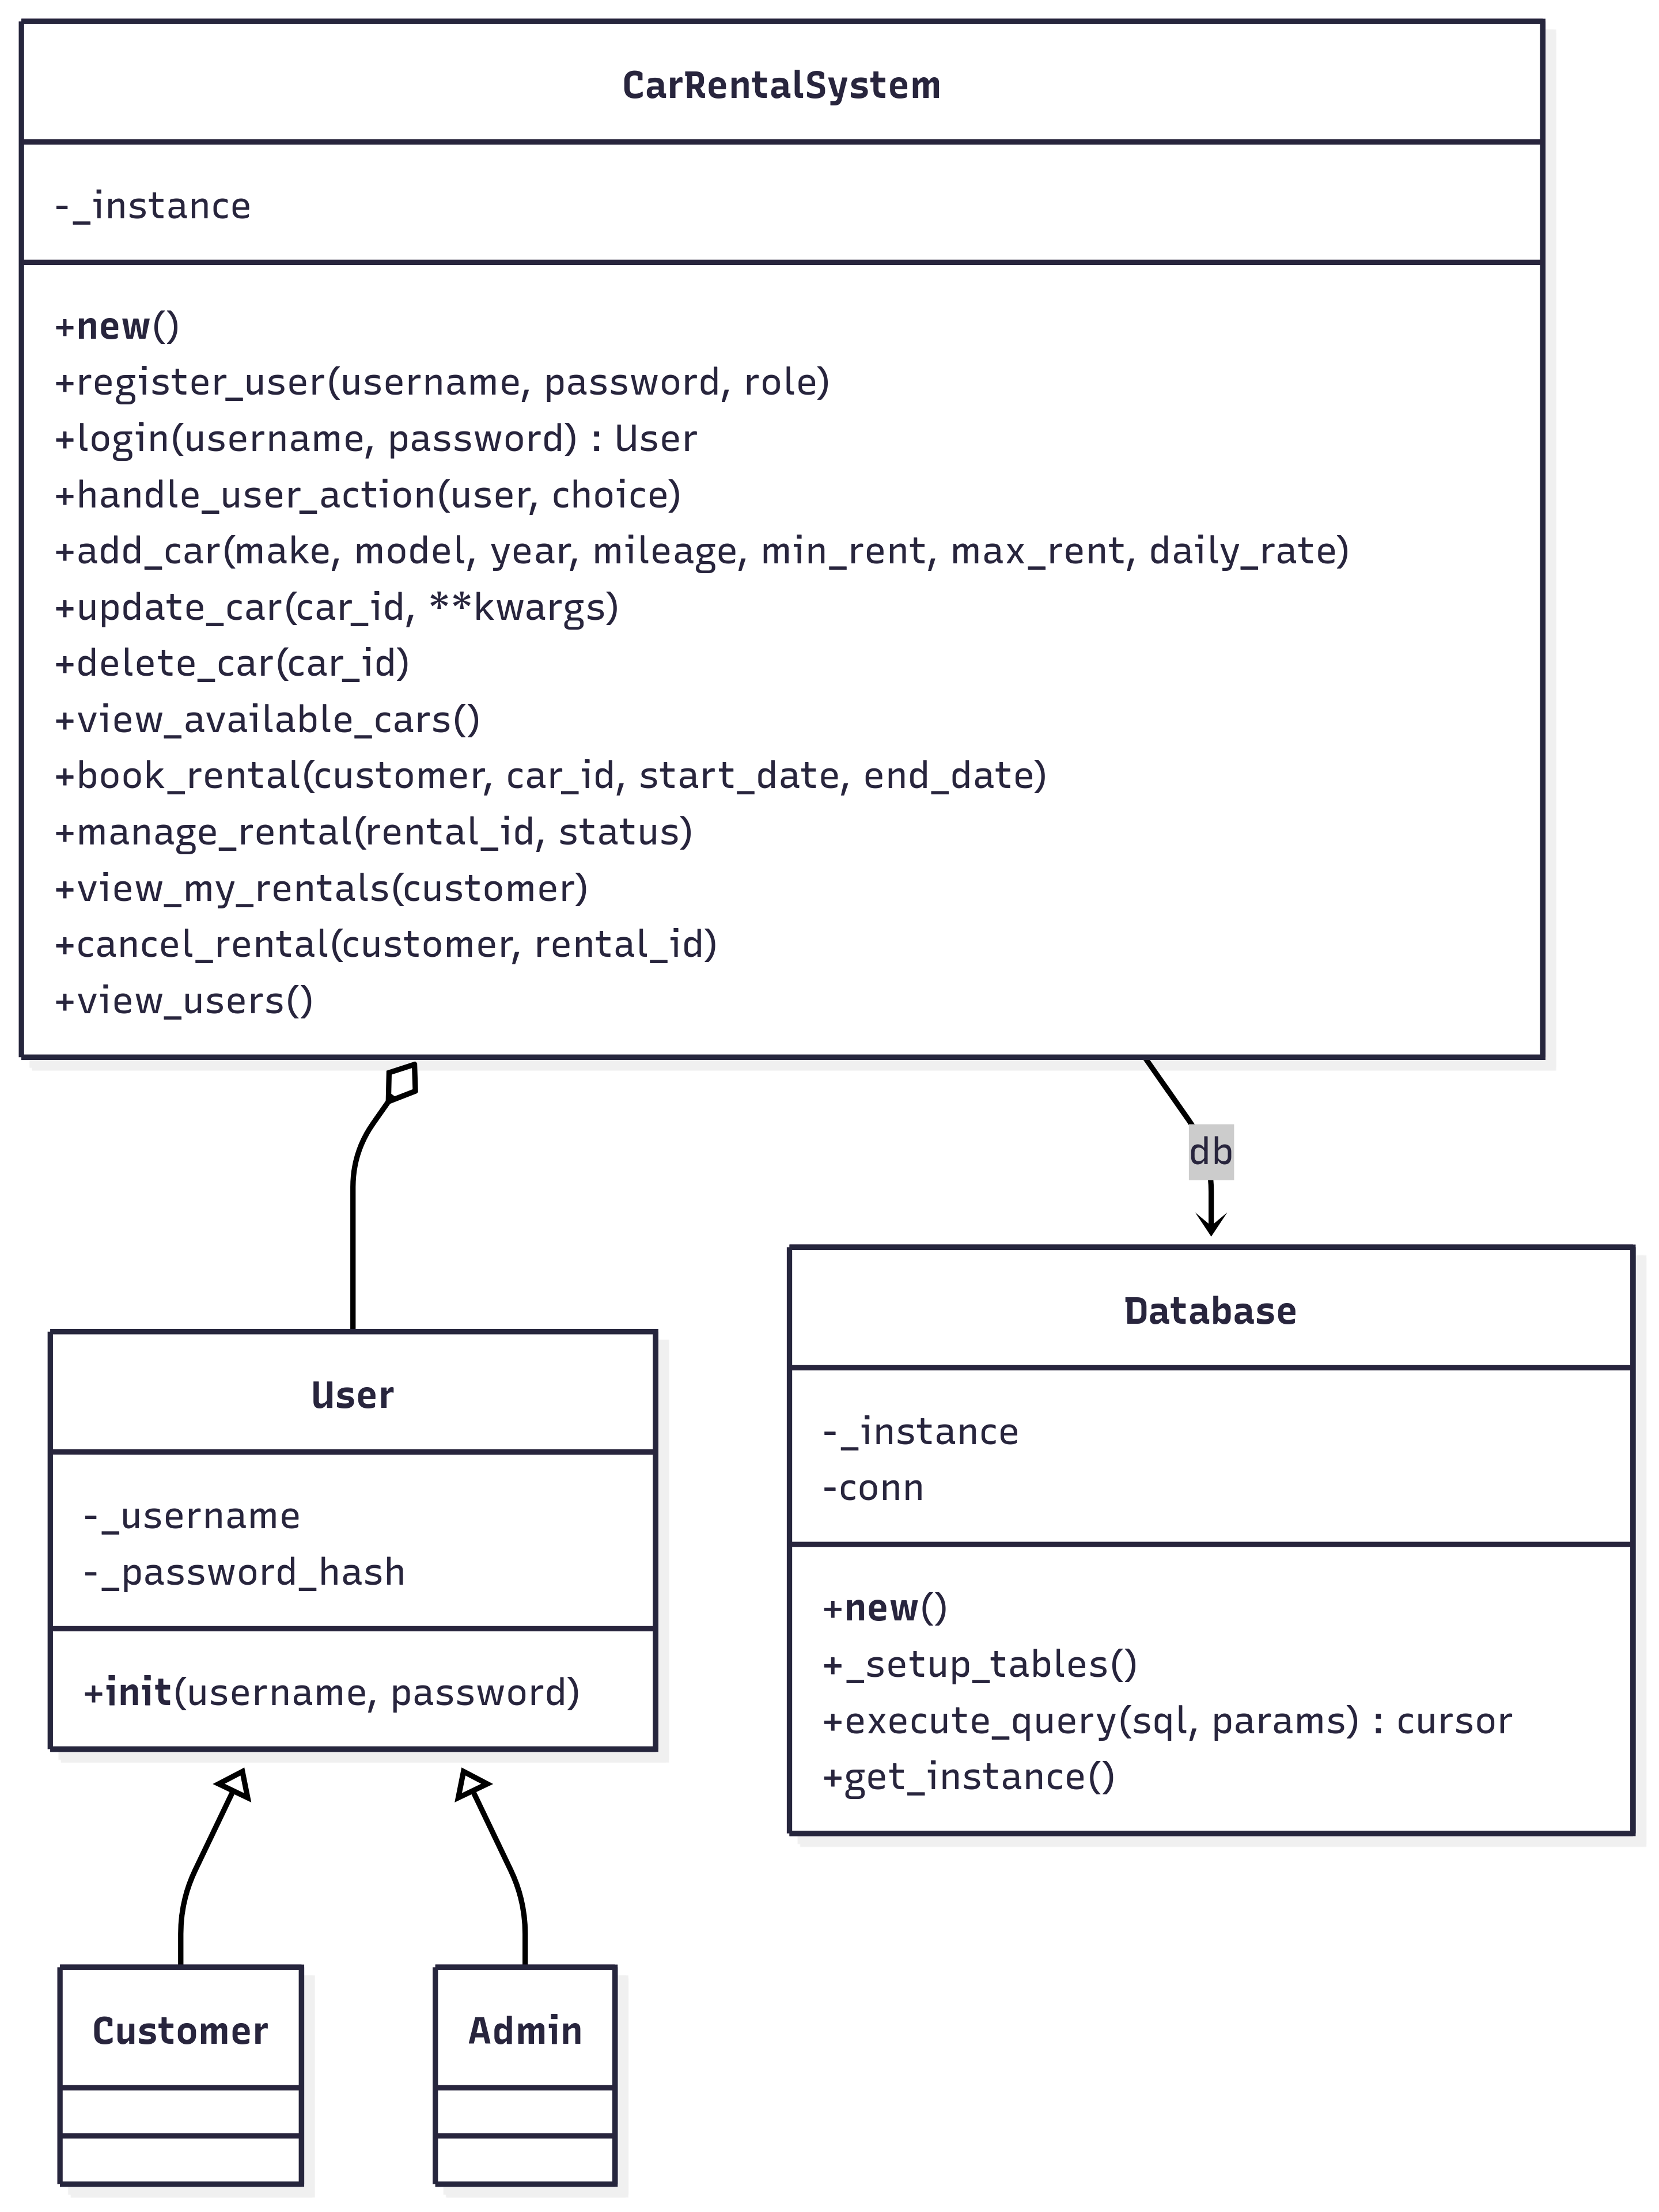 CarRentalSystem
-_instance
+new()
+register_user(username, password, role)
+login(username, password) : User
+handle_user_action(user, choice)
+add_car(make, model, year, mileage, min_rent, max_rent, daily_rate)
+update_car(car_id, **kwargs)
+delete_car(car_id)
+view_available_cars()
+book_rental(customer, car_id, start_date, end_date)
+manage_rental(rental_id, status)
+view_my_rentals(customer)
+cancel_rental(customer, rental_id)
+view_users()
db
User
-_username
-_password_hash
+init(username, password)
Database
-_instance
-conn
+new()
+_setup_tables()
+execute_query(sql, params) : cursor
+get_instance()
Customer
Admin